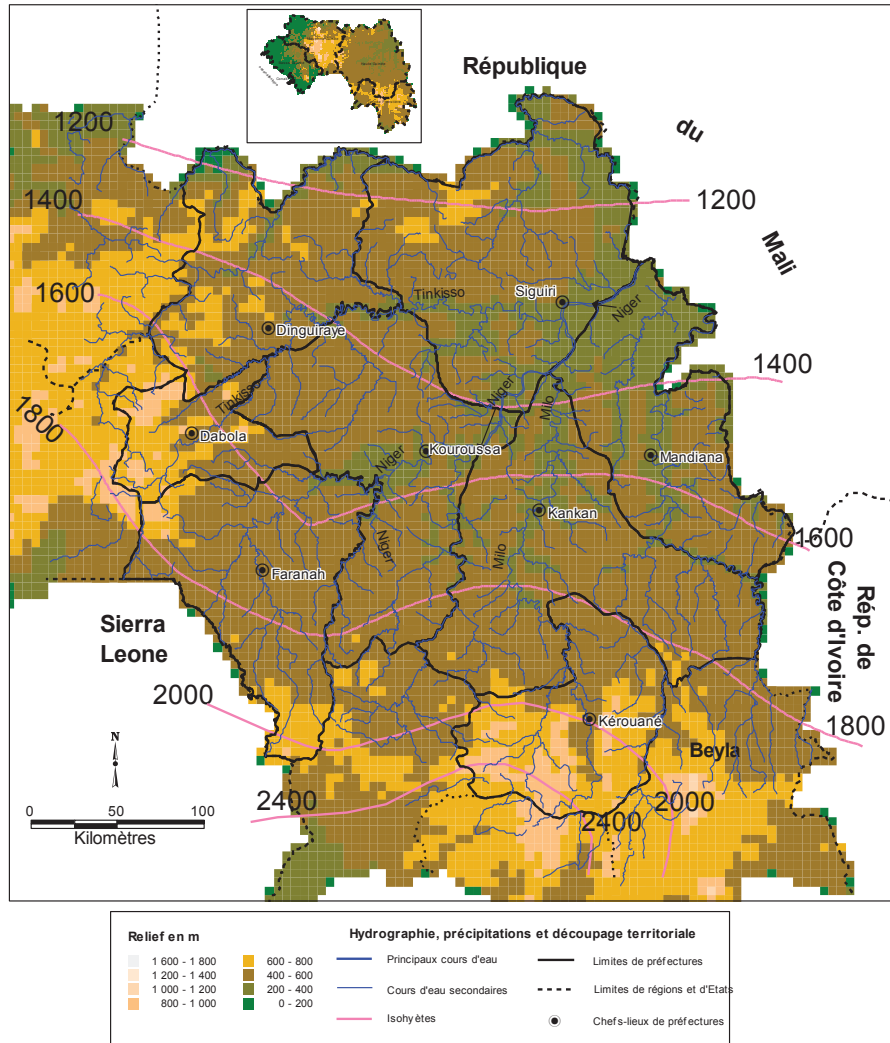 République
du
Mali
1200
1200
1400
1600
Tinkisso
Siguiri
Niger
Dinguiraye
1400
1800
Tinkisso
Niger
Milo
Dabola
Niger
Kouroussa
Mandiana
Kankan
Niger
Milo
1600
Faranah
Rép. de
Côte d'Ivoire
Sierra
Leone
2000
Kérouané
1800
Beyla
N
2400
2000
2400
0 50 100
Kilomètres
Relief en m
1 600 - 1 800
1 200 - 1 400
1 000 - 1 200
800 - 1 000
600 - 800
400 - 600
200 - 400
0 - 200
Hydrographie, précipitations et découpage territoriale
Principaux cours d'eau
Cours d'eau secondaires
Isohyètes
Limites de préfectures
Limites de régions et d'Etats
Chefs-lieux de préfectures